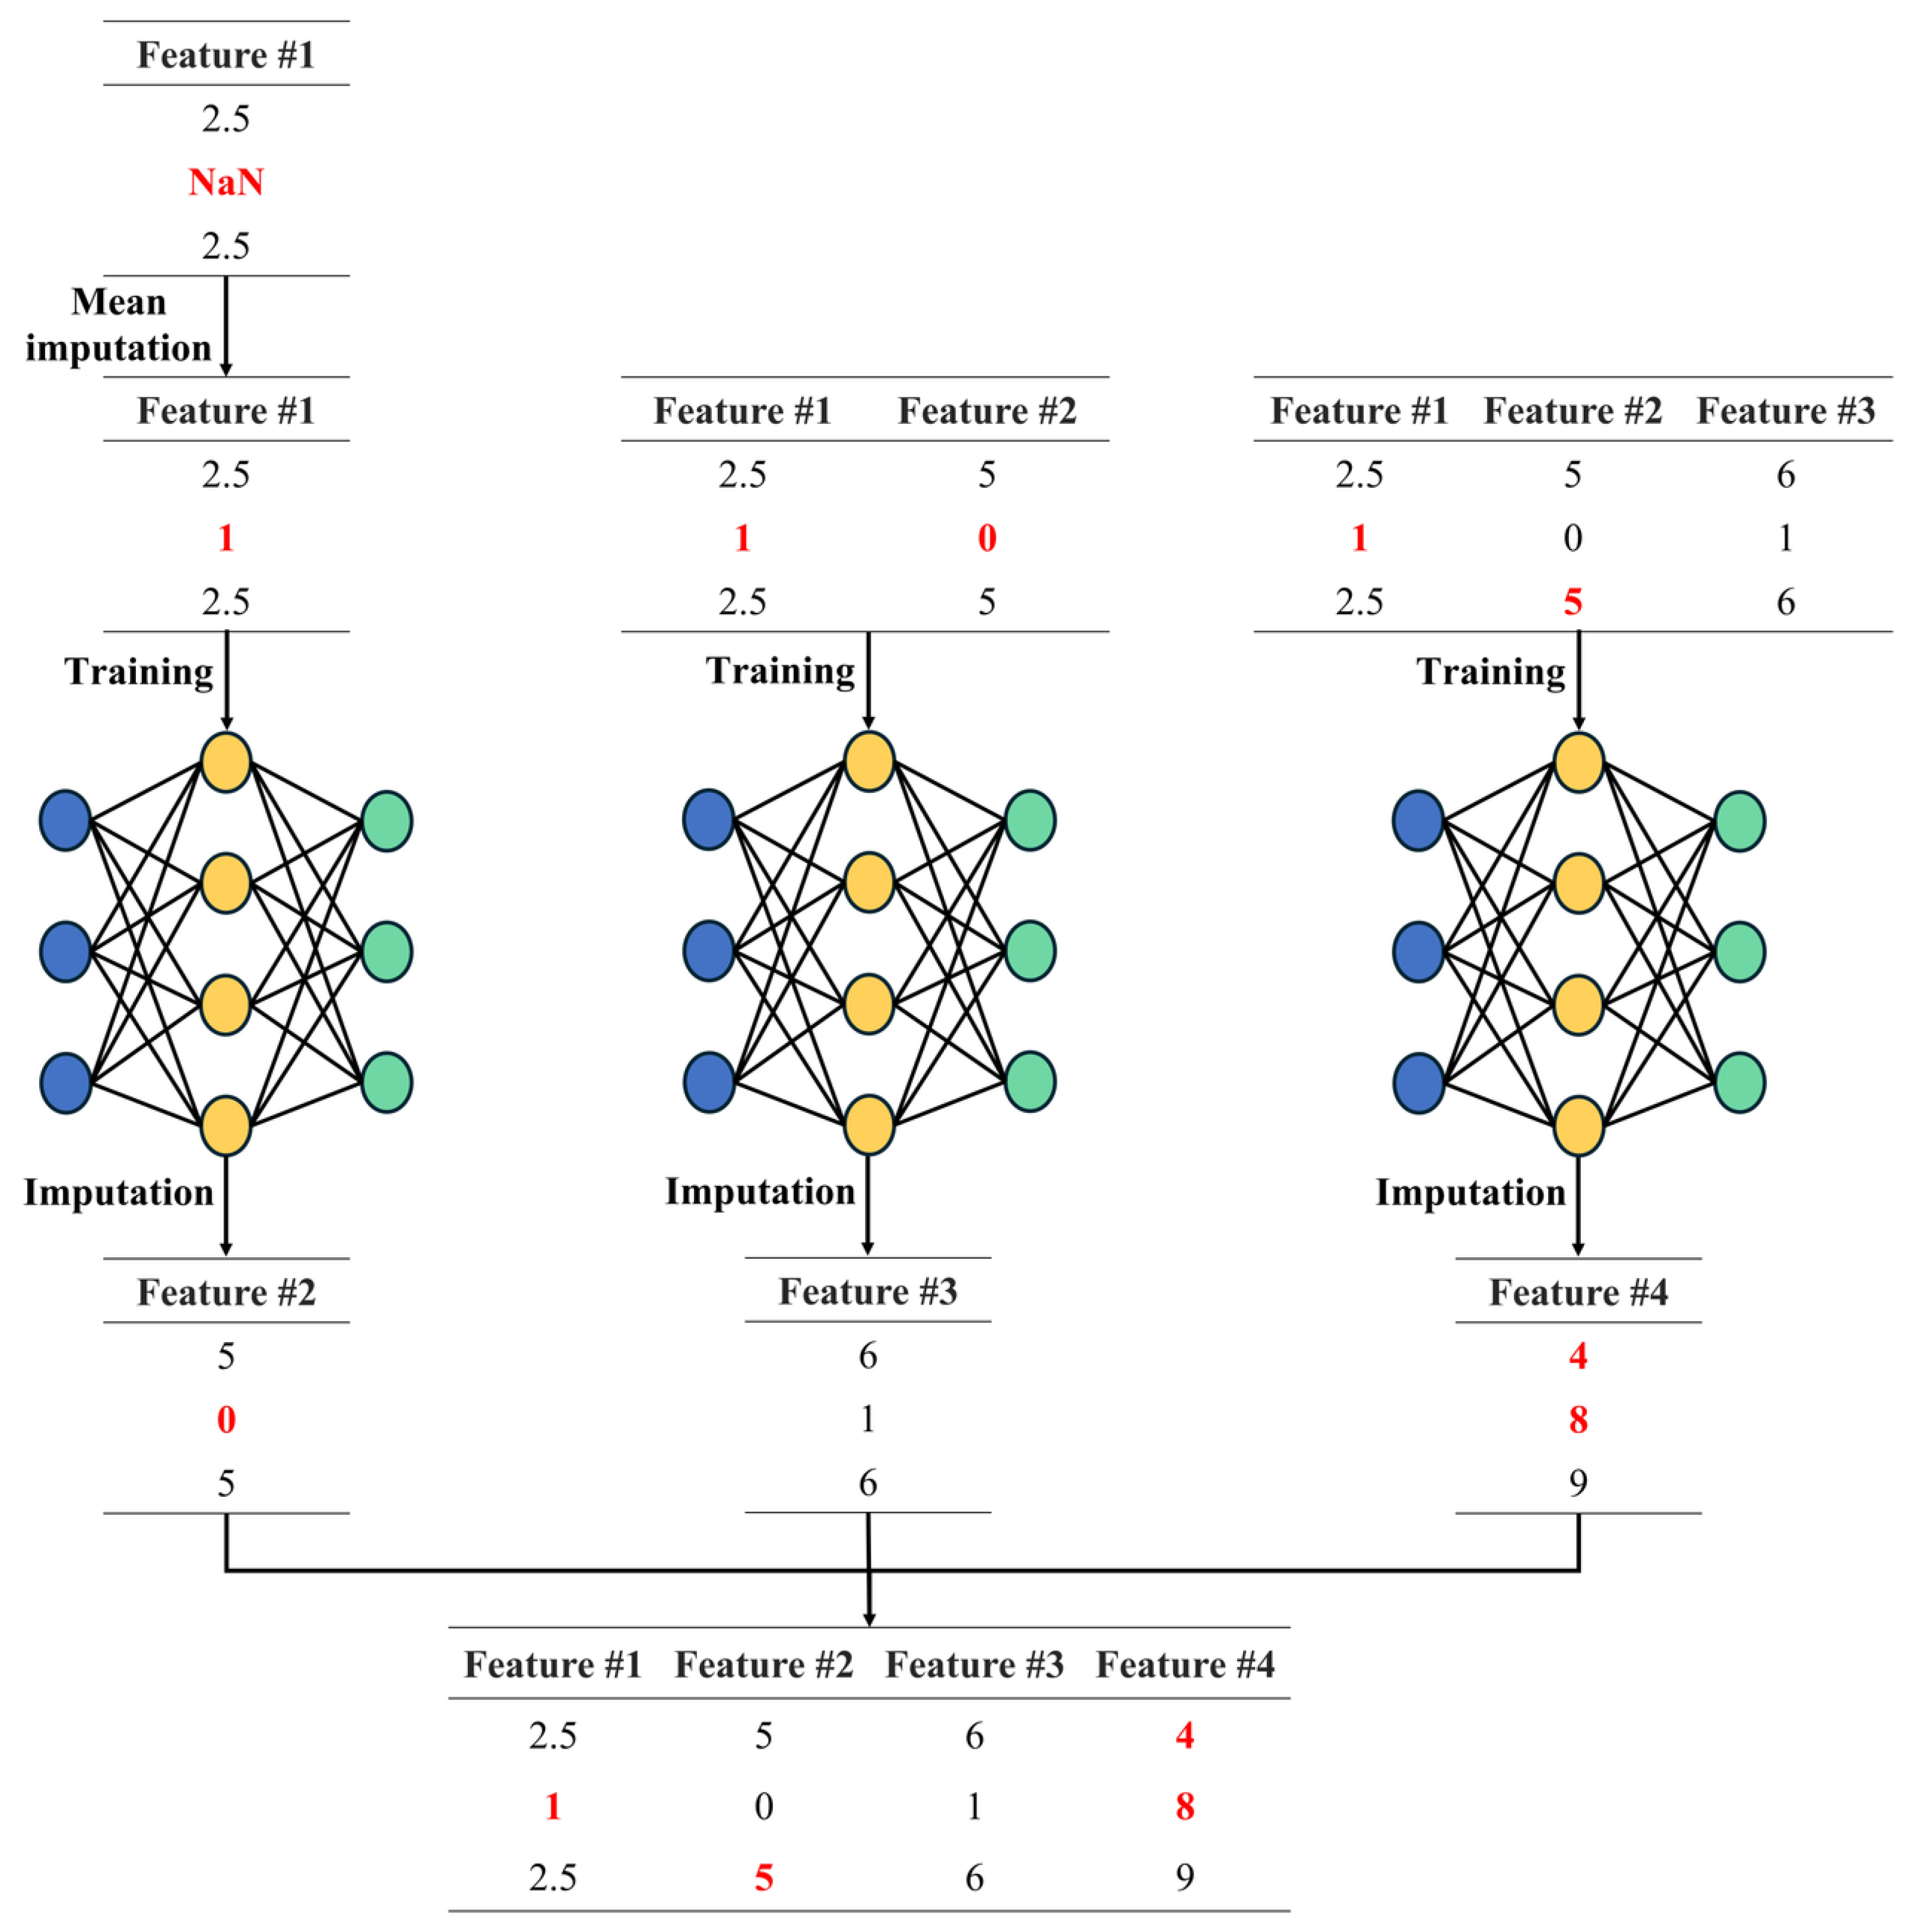 Feature #1
2.5
NaN
2.5
Mean
imputation
Feature #1
2.5
1
2.5
Training
Imputation
Feature #2
5
0
5
Feature #1 Feature #2
2.5 5
1 0
2.5 5
Training
Imputation
Feature #3
6
1
6
Feature #1 Feature #2 Feature #3
2.5 5 6
1 0 1
2.5 5 6
Training
Imputation
Feature #4
4
8
9
Feature #1 Feature #2 Feature #3 Feature #4
2.5 5 6 4
1 0 1 8
2.5 5 6 9